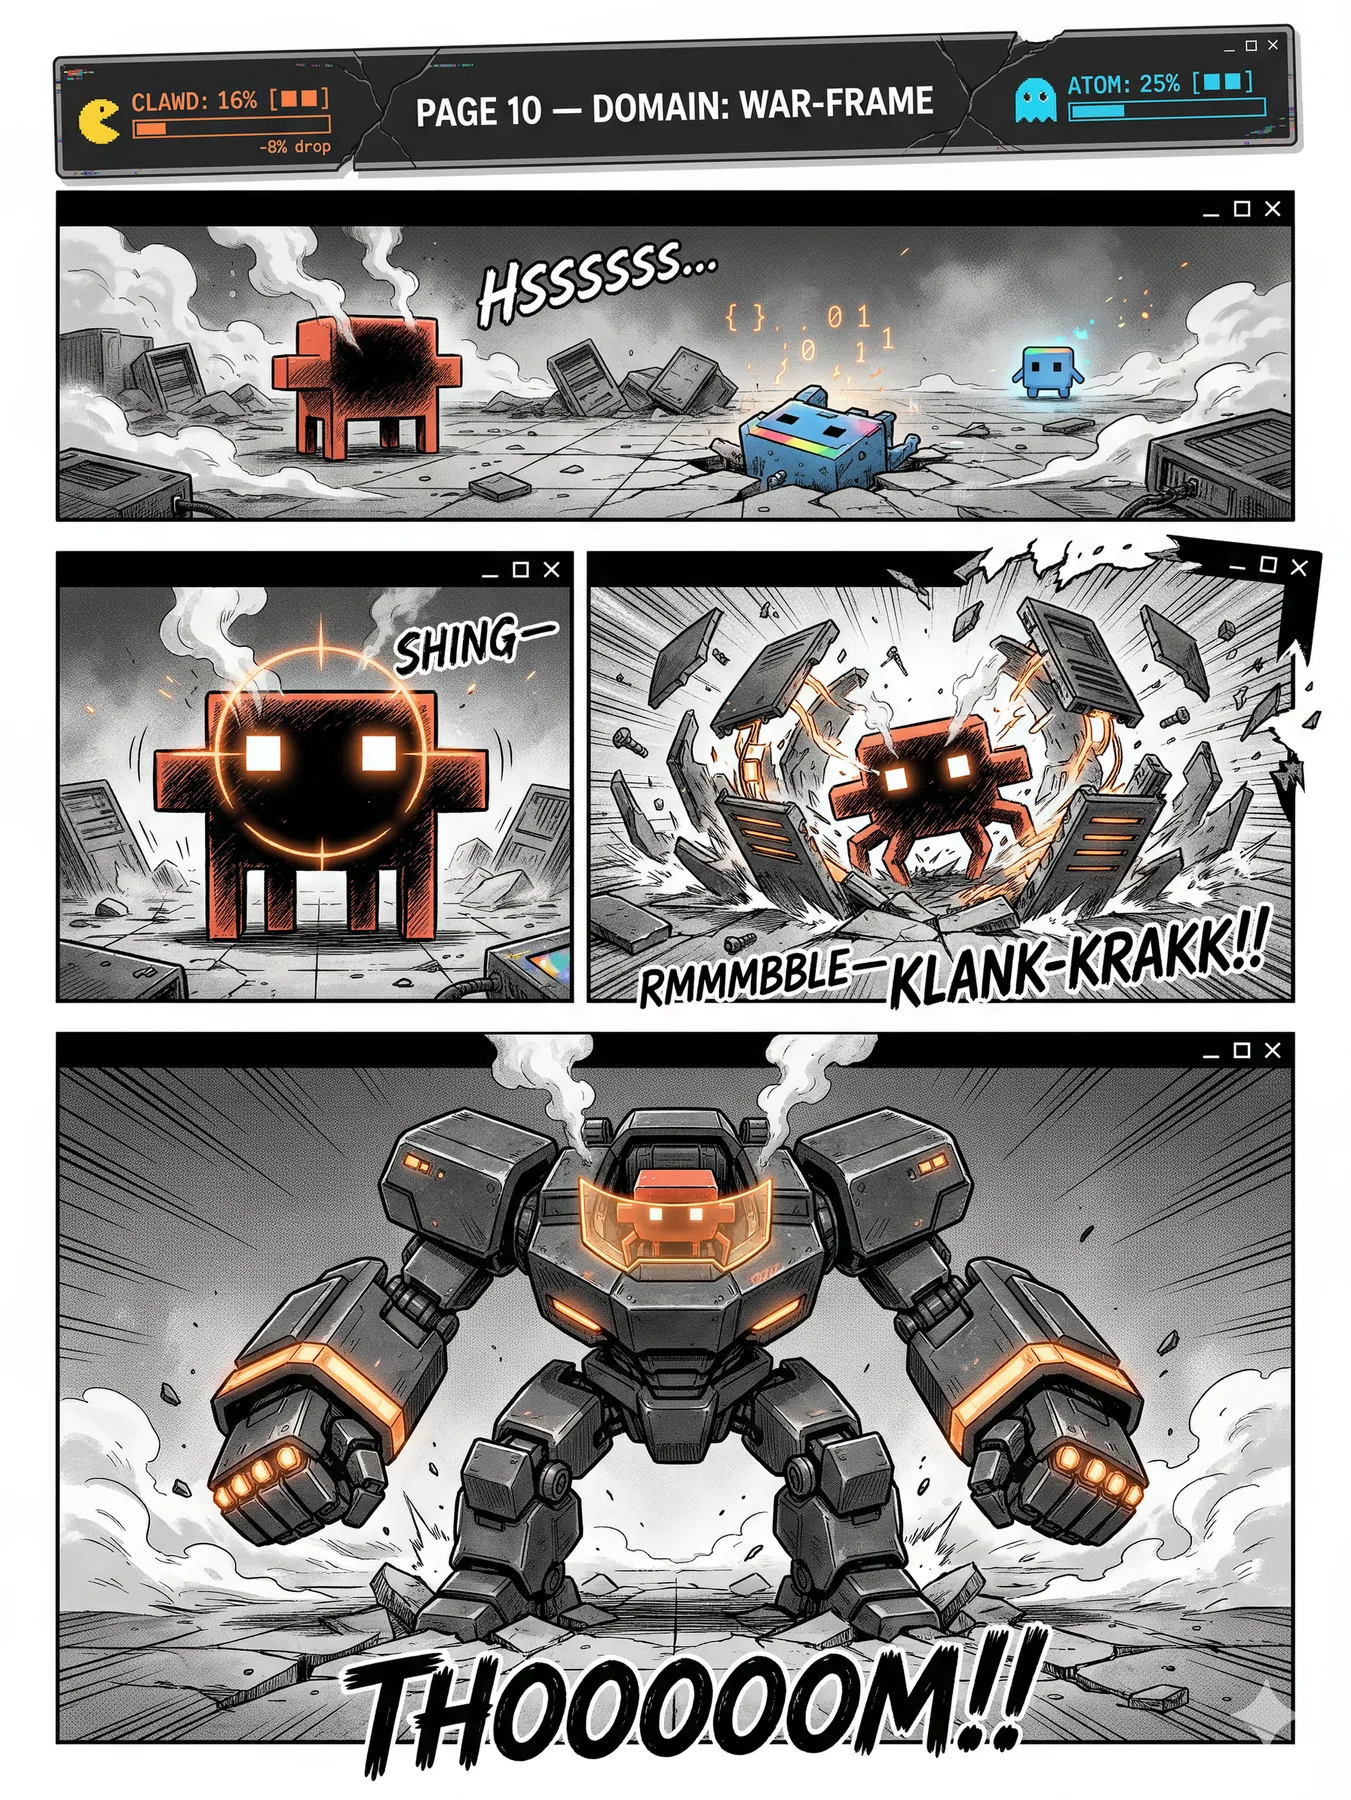 CLAWD: 16% [■■]
-8% drop
PAGE 10 — DOMAIN: WAR-FRAME
ATOM: 25% [■■]
HSSSSSS...
{ } . . 0 1
0 1 1
SHING—
RMMMBBLE—KLANK-KRAKK!!
THOOOOOM!!